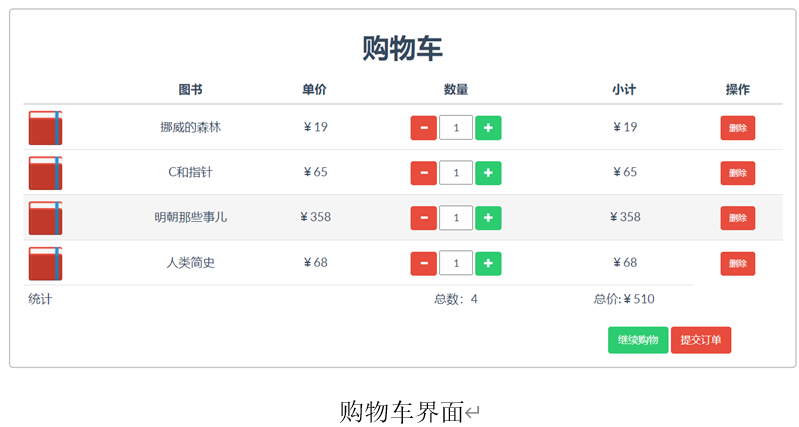 购物车
图书 单价 数量 小计 操作
挪威的森林 ¥19 - 1 + ¥19 删除
C和指针 ¥65 - 1 + ¥65 删除
明朝那些事儿 ¥358 - 1 + ¥358 删除
人类简史 ¥68 - 1 + ¥68 删除
统计 总数：4 总价:¥510
继续购物 提交订单
购物车界面↵